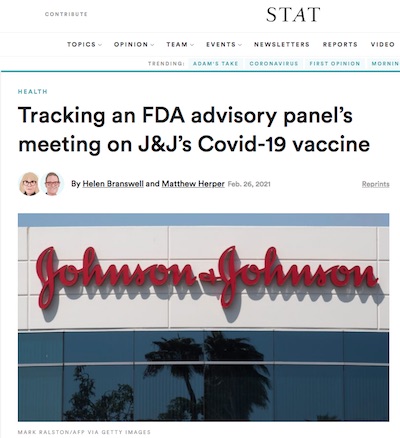 CONTRIBUTE
STAT
TOPICS OPINION TEAM EVENTS NEWSLETTERS REPORTS VIDEO
TRENDING: ADAM'S TAKE CORONAVIRUS FIRST OPINION MORNIN
HEALTH
Tracking an FDA advisory panel's
meeting on J&J's Covid-19 vaccine
By Helen Branswell and Matthew Herper Feb. 26, 2021 Reprints
Johnson+Johnson
MARK RALSTON/AFP VIA GETTY IMAGES